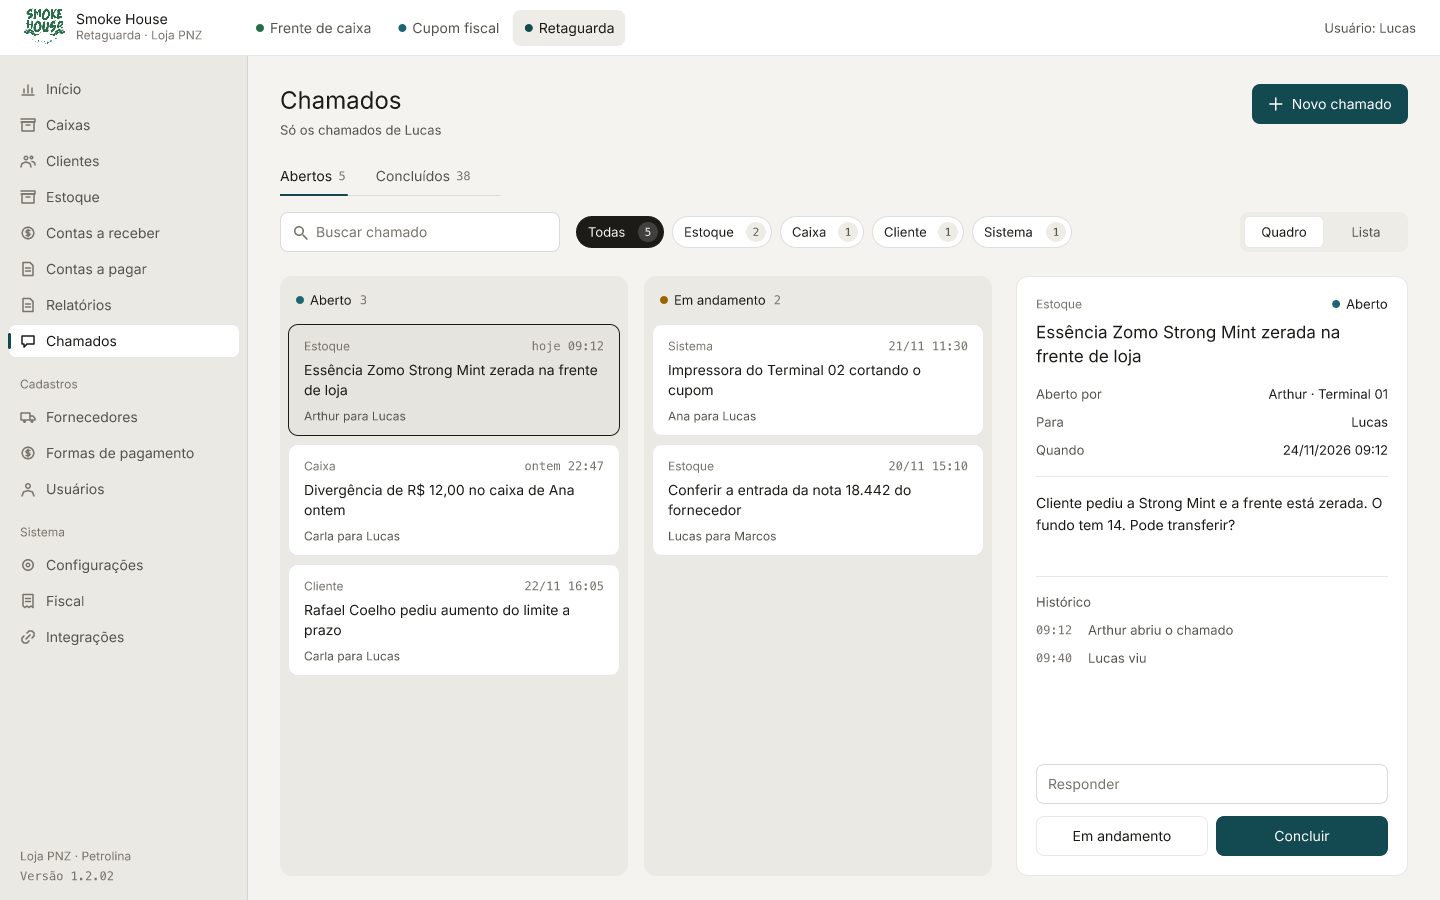 SMOKE
HOUSE
Smoke House
Retaguarda · Loja PNZ
Frente de caixa
Cupom fiscal
Retaguarda
Usuário: Lucas
Início
Caixas
Clientes
Estoque
Contas a receber
Contas a pagar
Relatórios
Chamados
Cadastros
Fornecedores
Formas de pagamento
Usuários
Sistema
Configurações
Fiscal
Integrações
Loja PNZ · Petrolina
Versão 1.2.02
Chamados
Só os chamados de Lucas
Novo chamado
Abertos 5
Concluídos 38
Buscar chamado
Todas 5
Estoque 2
Caixa 1
Cliente 1
Sistema 1
Quadro
Lista
Aberto 3
Estoque hoje 09:12
Essência Zomo Strong Mint zerada na frente
de loja
Arthur para Lucas
Caixa ontem 22:47
Divergência de R$ 12,00 no caixa de Ana
ontem
Carla para Lucas
Cliente 22/11 16:05
Rafael Coelho pediu aumento do limite a
prazo
Carla para Lucas
Em andamento 2
Sistema 21/11 11:30
Impressora do Terminal 02 cortando o
cupom
Ana para Lucas
Estoque 20/11 15:10
Conferir a entrada da nota 18.442 do
fornecedor
Lucas para Marcos
Estoque Aberto
Essência Zomo Strong Mint zerada na
frente de loja
Aberto por Arthur · Terminal 01
Para Lucas
Quando 24/11/2026 09:12
Cliente pediu a Strong Mint e a frente está zerada. O
fundo tem 14. Pode transferir?
Histórico
09:12 Arthur abriu o chamado
09:40 Lucas viu
Responder
Em andamento
Concluir